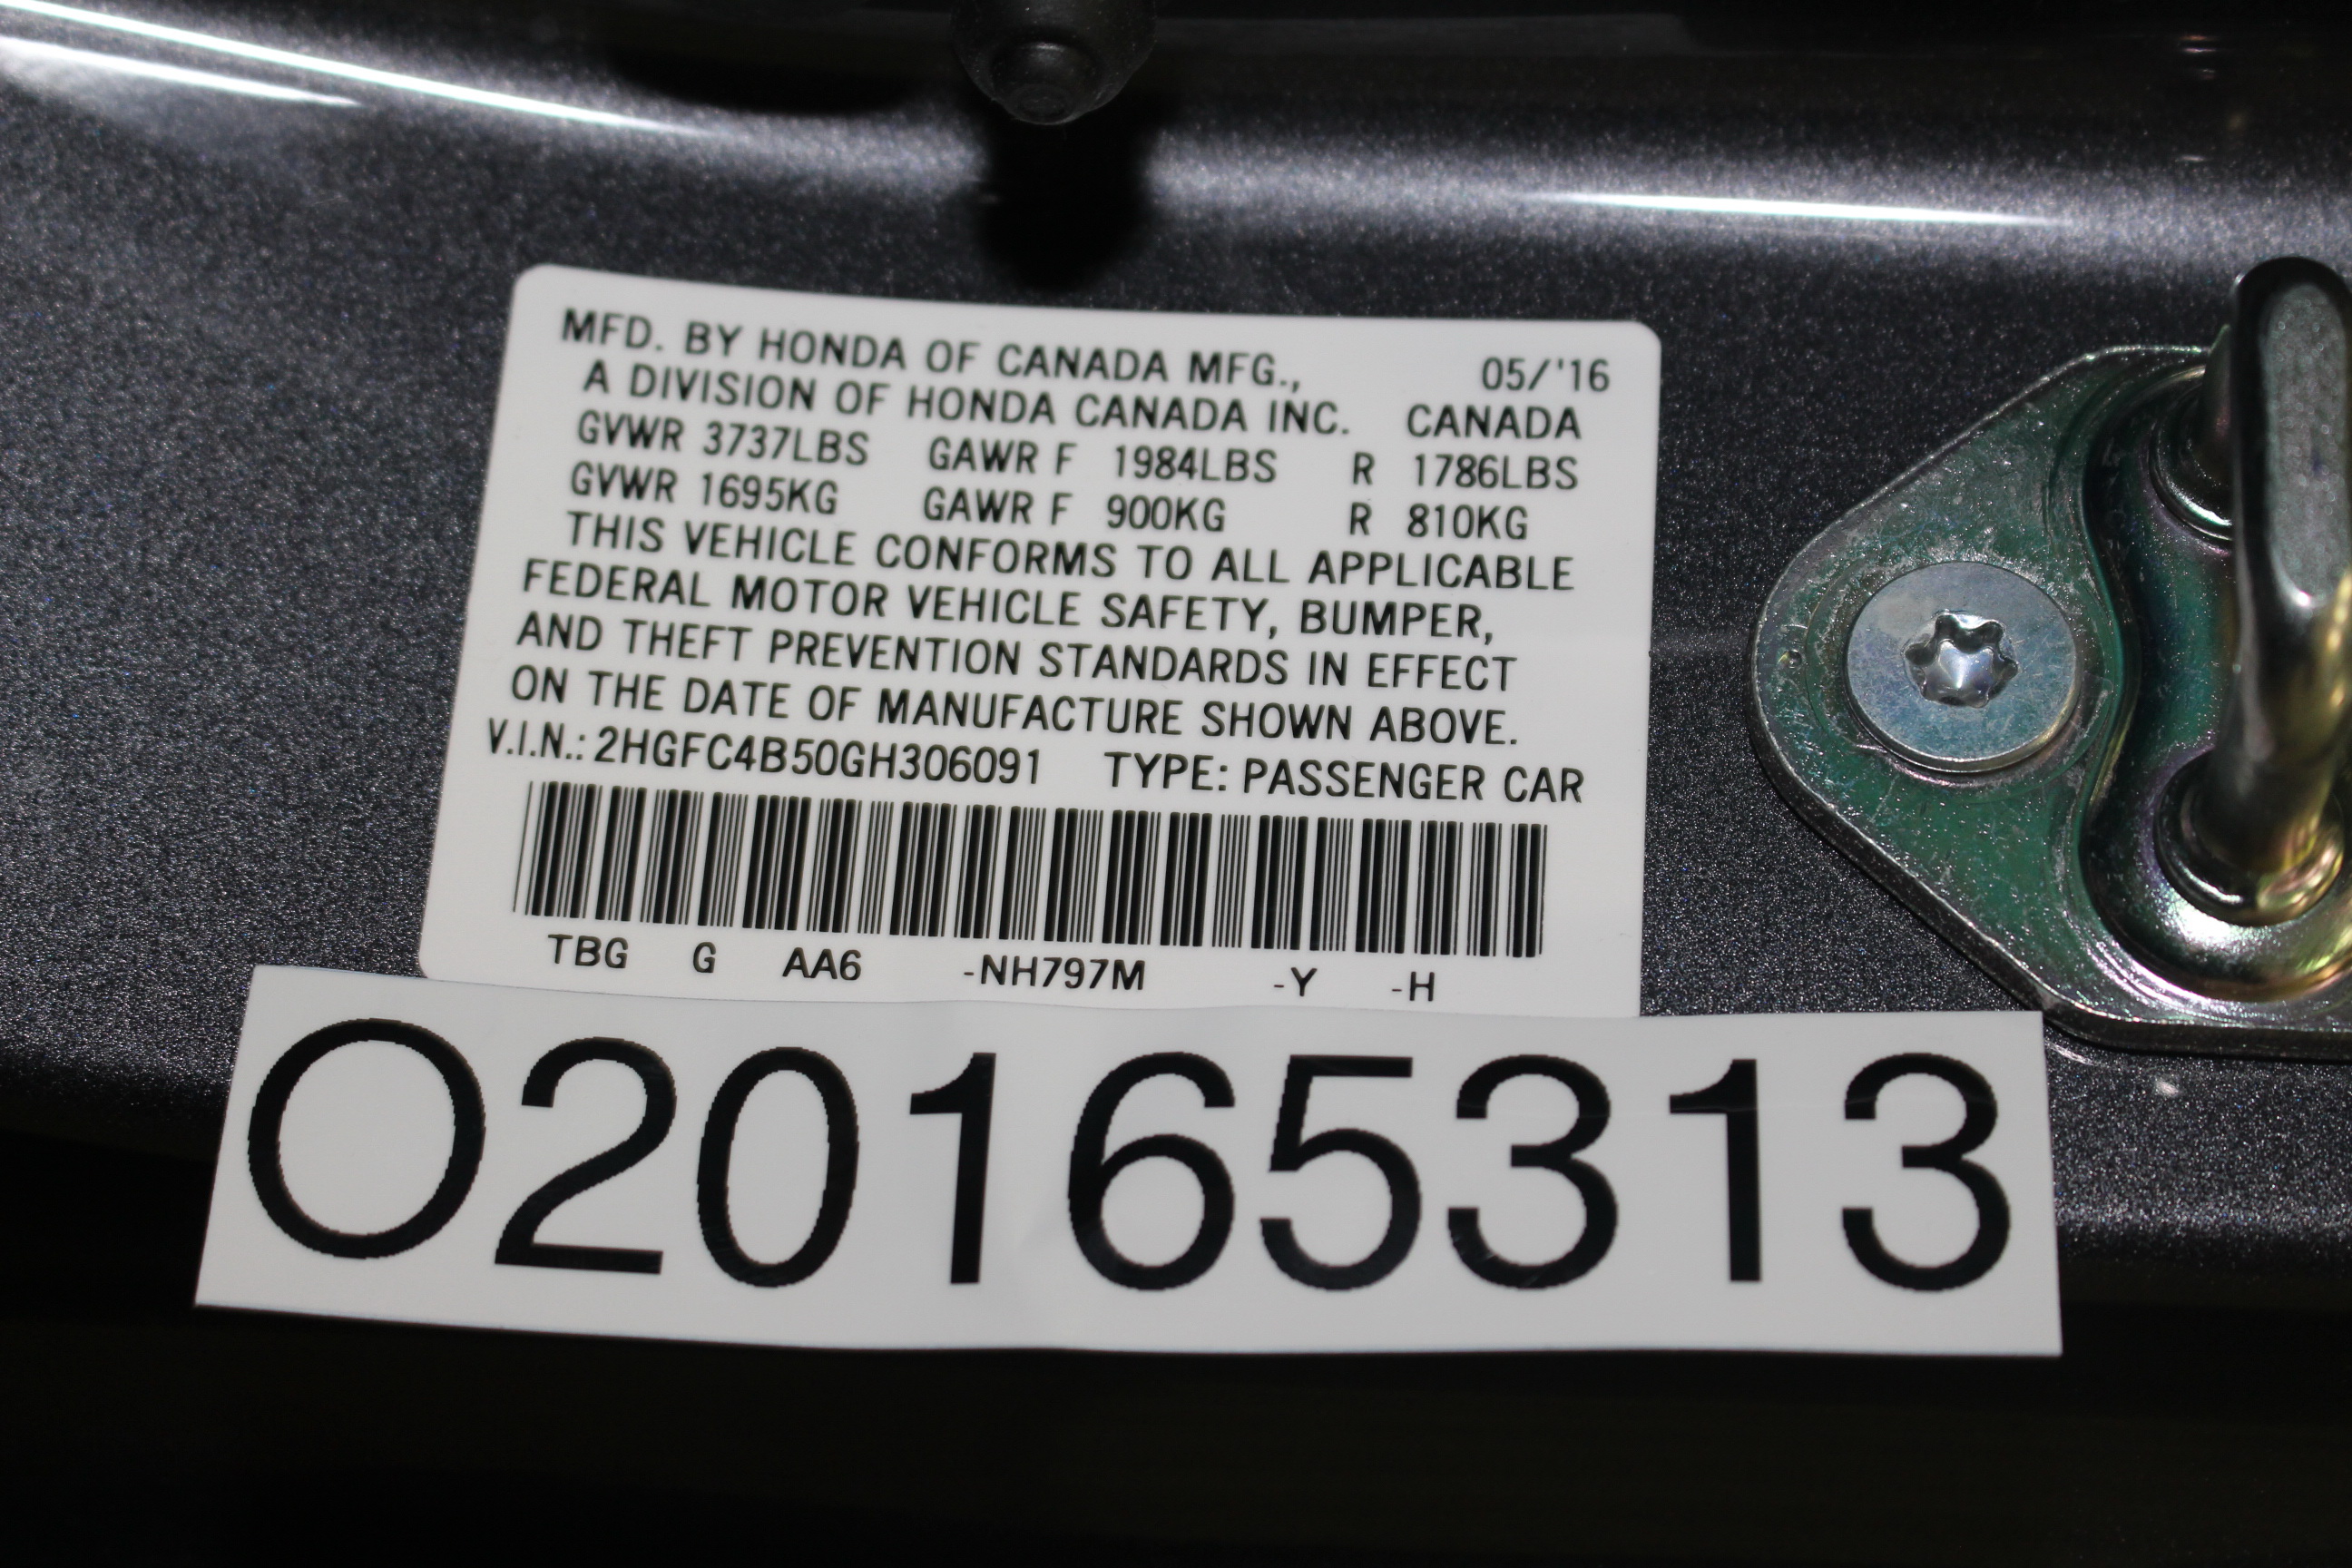 MFD. BY HONDA OF CANADA MFG., 05/'16
A DIVISION OF HONDA CANADA INC. CANADA
GVWR 3737LBS GAWR F 1984LBS R 1786LBS
GVWR 1695KG GAWR F 900KG R 810KG
THIS VEHICLE CONFORMS TO ALL APPLICABLE
FEDERAL MOTOR VEHICLE SAFETY, BUMPER,
AND THEFT PREVENTION STANDARDS IN EFFECT
ON THE DATE OF MANUFACTURE SHOWN ABOVE.
V.I.N.: 2HGFC4B50GH306091 TYPE: PASSENGER CAR
TBG G AA6 -NH797M -Y -H
O20165313